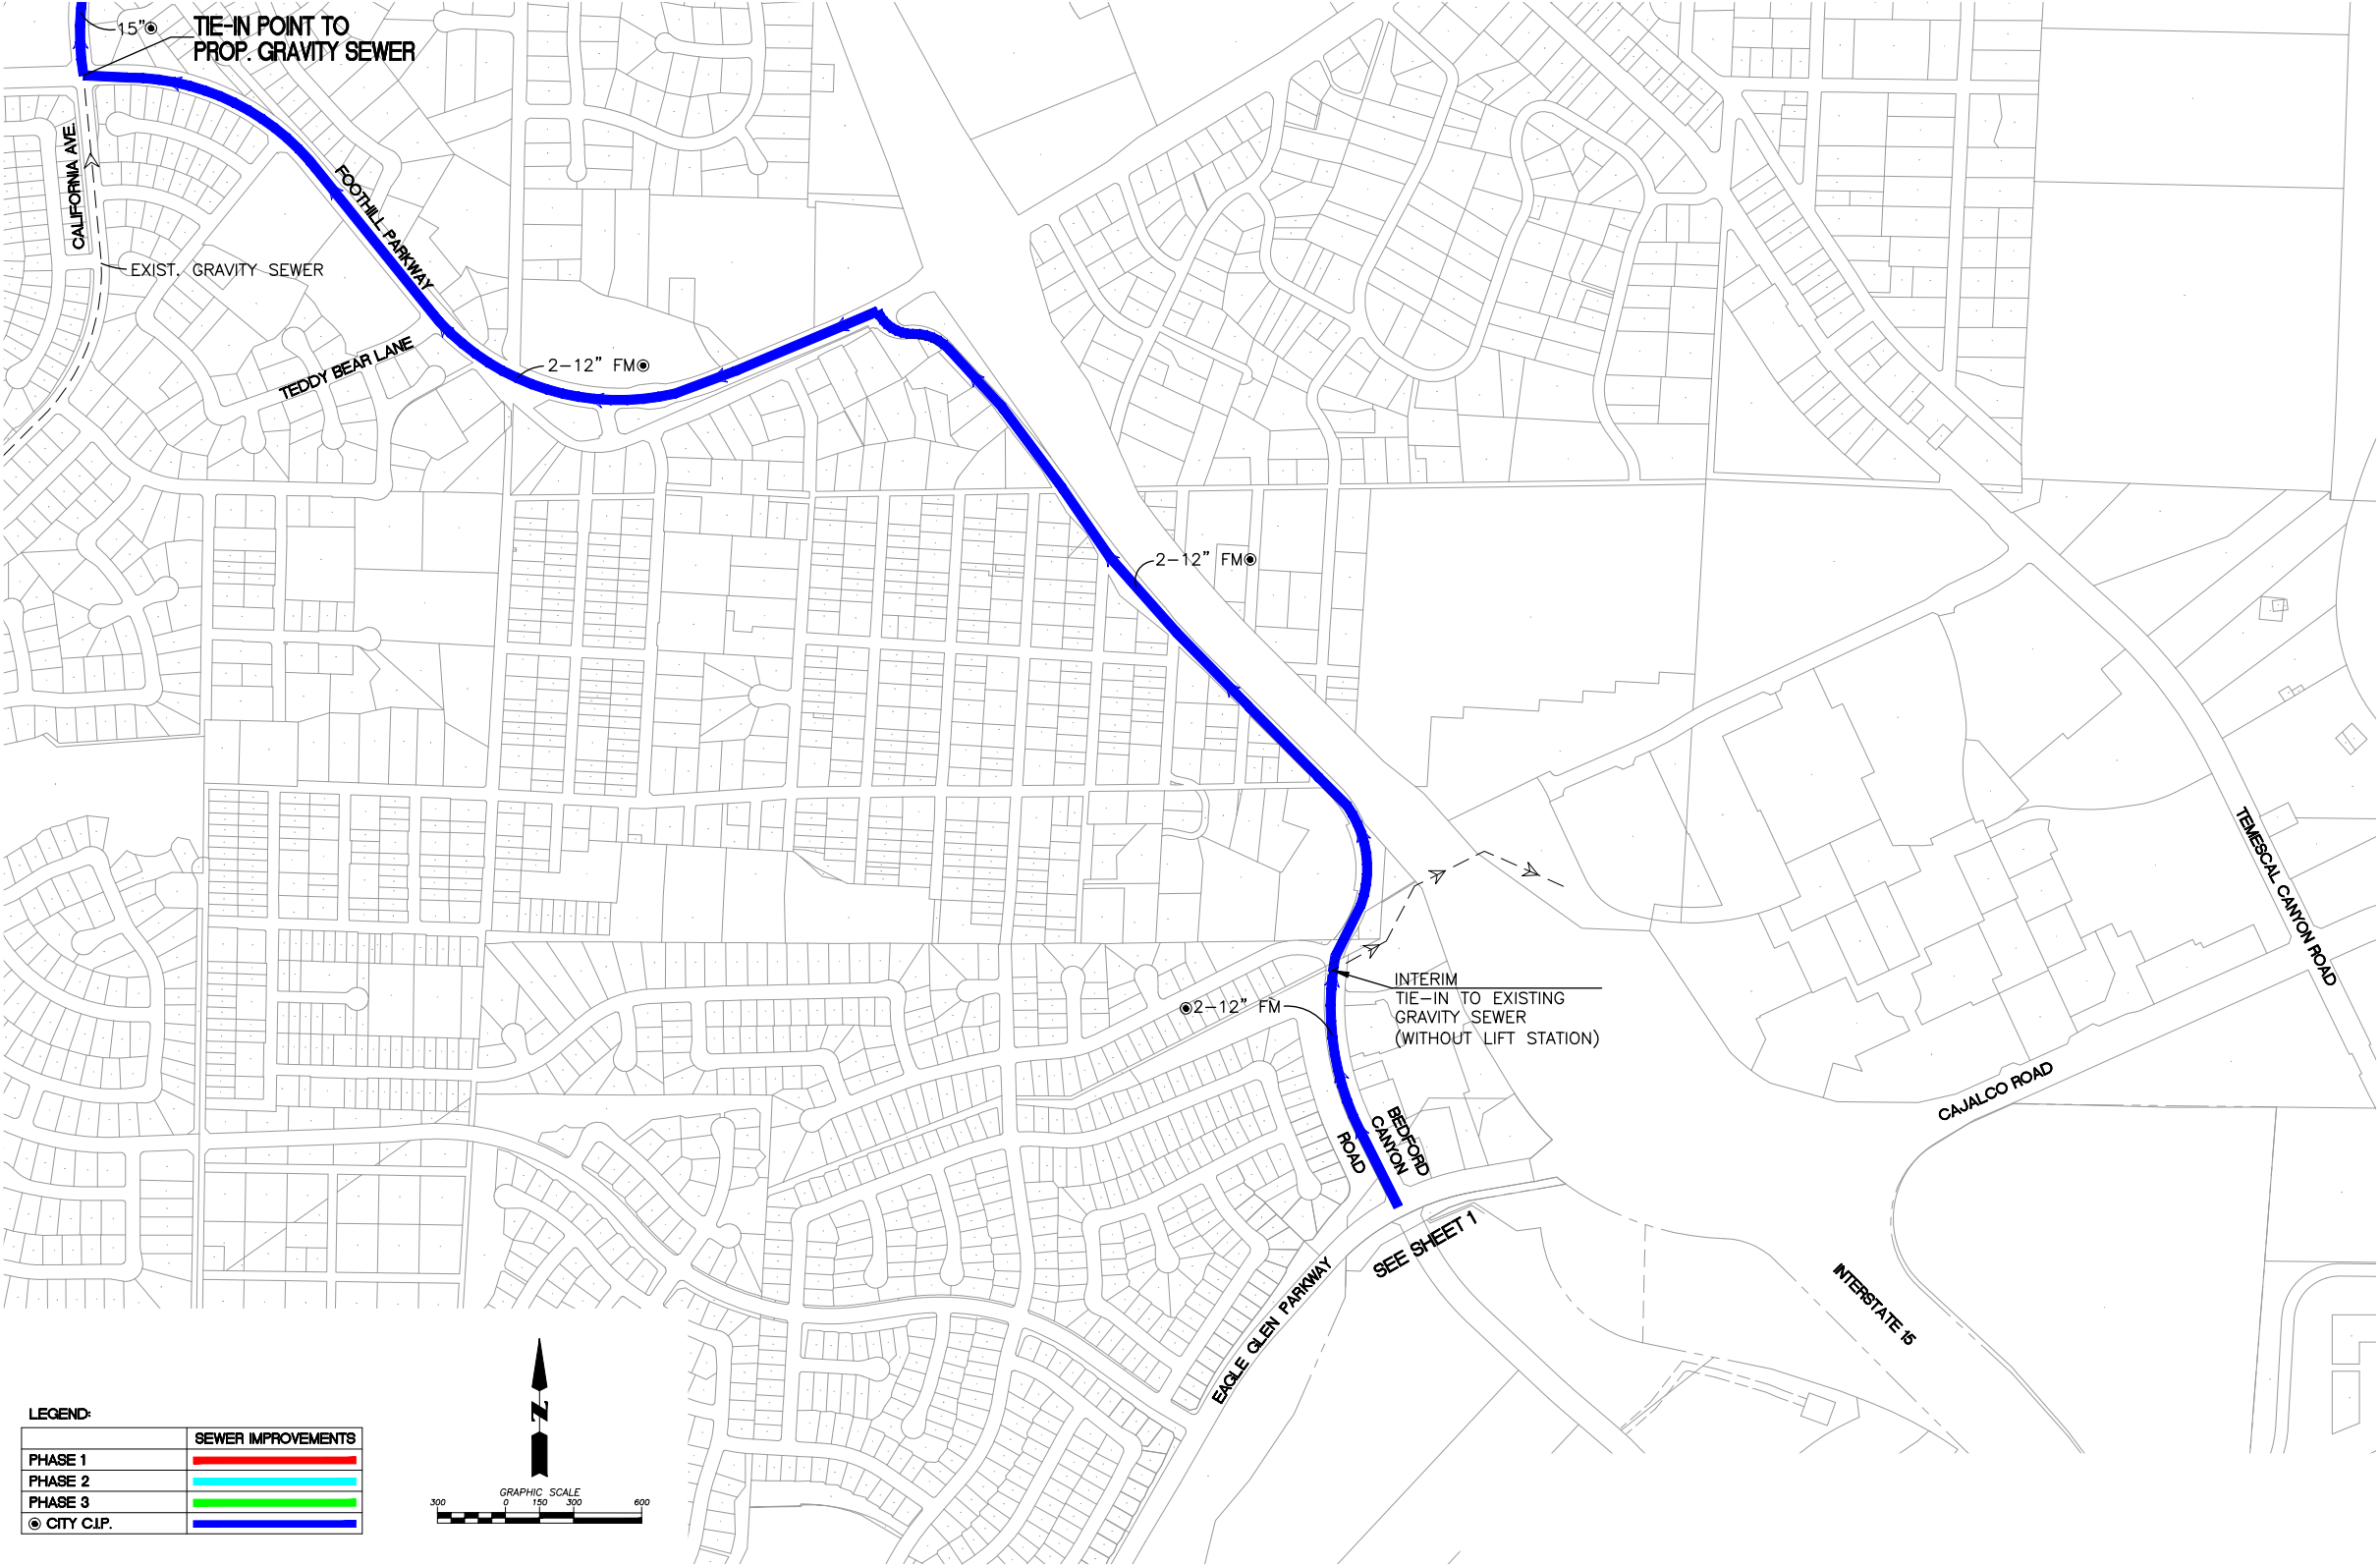 15"
TIE-IN POINT TO
PROP. GRAVITY SEWER
CALIFORNIA AVE.
FOOTHILL PARKWAY
EXIST. GRAVITY SEWER
TEDDY BEAR LANE
2-12" FM
2-12" FM
TEMESCAL CANYON ROAD
INTERIM
TIE-IN TO EXISTING
GRAVITY SEWER
(WITHOUT LIFT STATION)
2-12" FM
CAJALCO ROAD
BEDFORD
CANYON
ROAD
SEE SHEET 1
EAGLE GLEN PARKWAY
INTERSTATE 15
N
LEGEND:
SEWER IMPROVEMENTS
PHASE 1
PHASE 2
PHASE 3
CITY C.I.P.
GRAPHIC SCALE
300 0 150 300 600